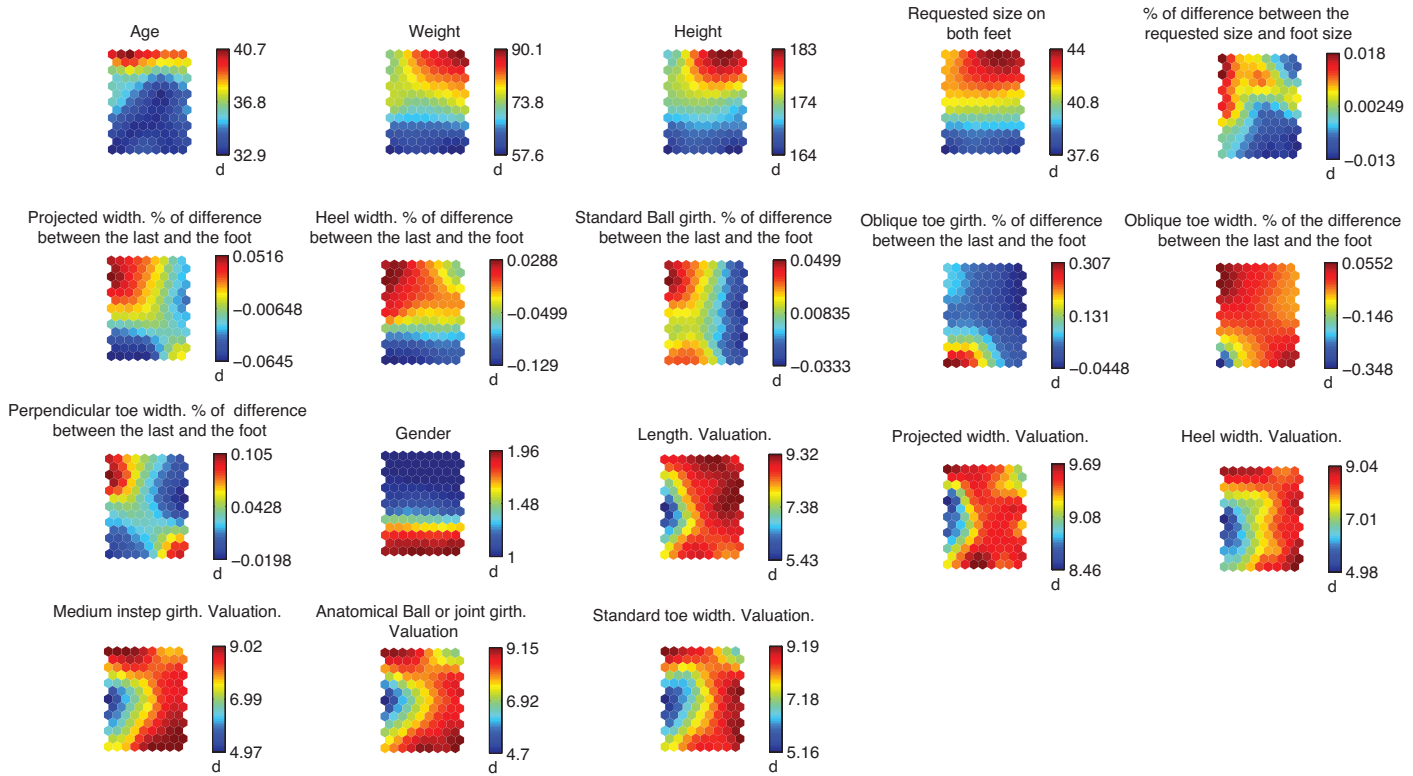 Age
40.7
36.8
32.9
d
Weight
90.1
73.8
57.6
d
Height
183
174
164
d
Requested size on
both feet
44
40.8
37.6
d
% of difference between the
requested size and foot size
0.018
0.00249
−0.013
d
Projected width. % of difference
between the last and the foot
0.0516
−0.00648
−0.0645
d
Heel width. % of difference
between the last and the foot
0.0288
−0.0499
−0.129
d
Standard Ball girth. % of difference
between the last and the foot
0.0499
0.00835
−0.0333
d
Oblique toe girth. % of difference
between the last and the foot
0.307
0.131
−0.0448
d
Oblique toe width. % of the difference
between the last and the foot
0.0552
−0.146
−0.348
d
Perpendicular toe width. % of difference
between the last and the foot
0.105
0.0428
−0.0198
d
Gender
1.96
1.48
1
d
Length. Valuation.
9.32
7.38
5.43
d
Projected width. Valuation.
9.69
9.08
8.46
d
Heel width. Valuation.
9.04
7.01
4.98
d
Medium instep girth. Valuation.
9.02
6.99
4.97
d
Anatomical Ball or joint girth.
Valuation
9.15
6.92
4.7
d
Standard toe width. Valuation.
9.19
7.18
5.16
d